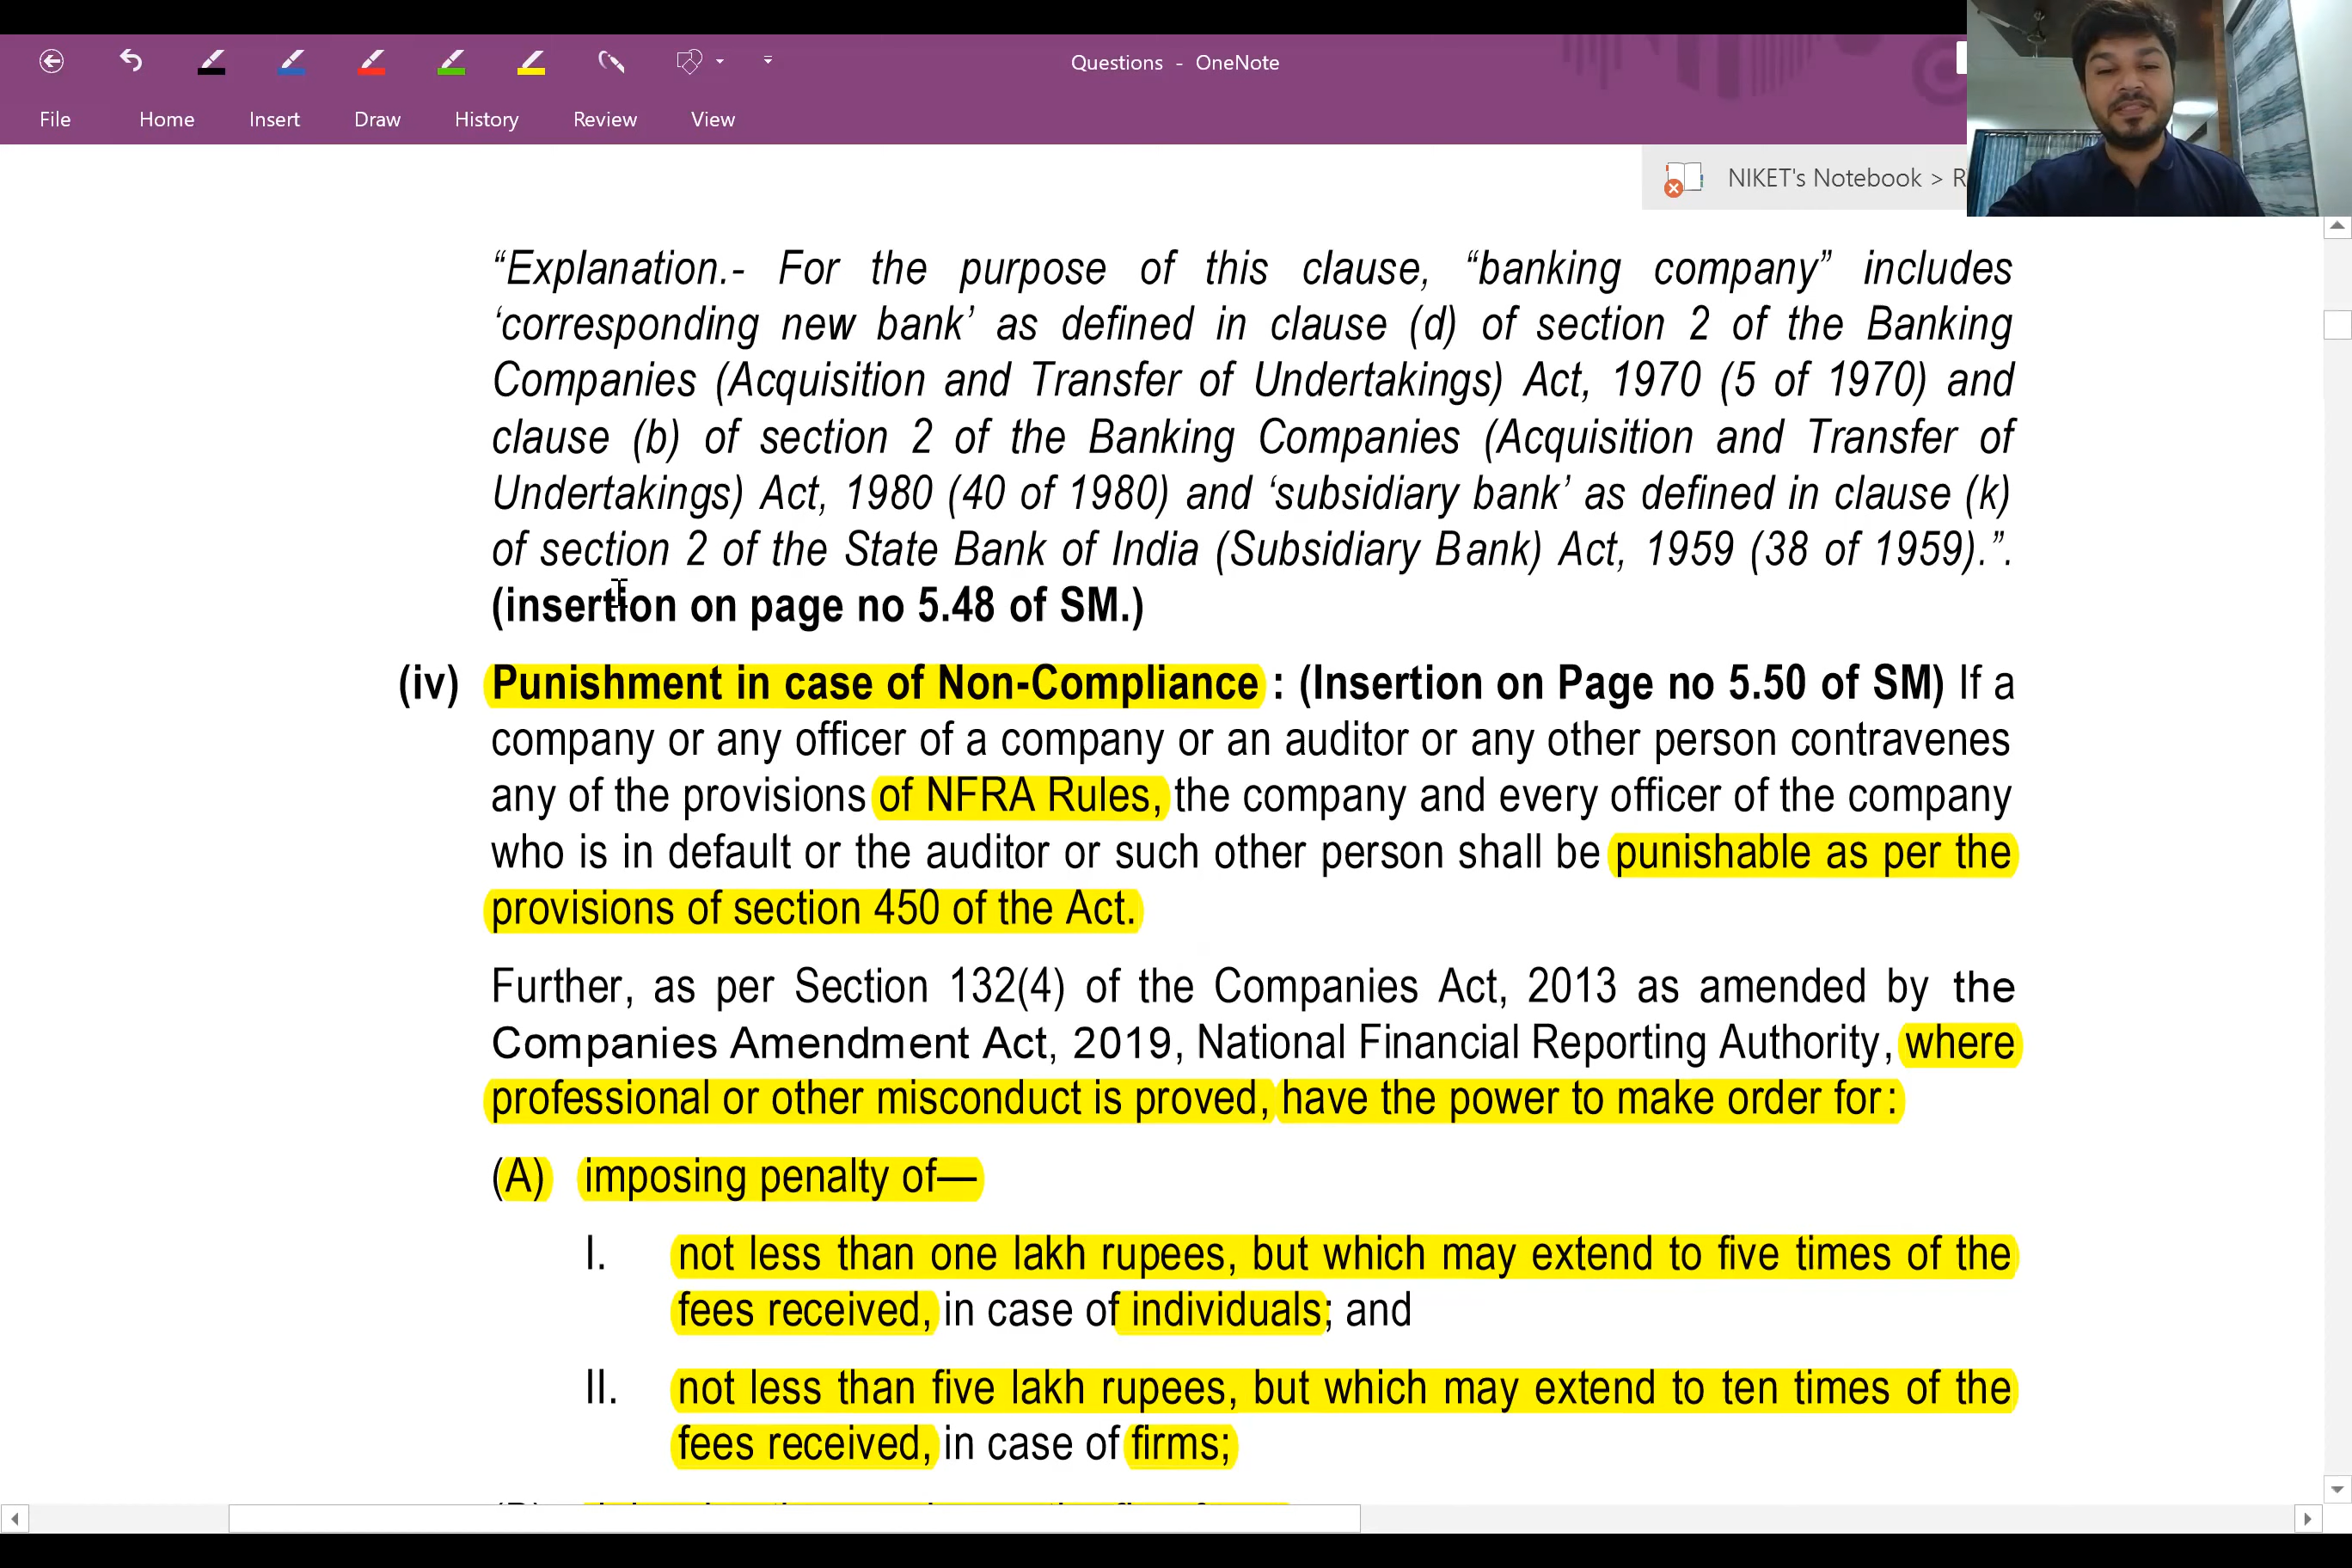 Questions - OneNote
File Home Insert Draw History Review View
NIKET's Notebook > R
“Explanation.- For the purpose of this clause, “banking company” includes
‘corresponding new bank’ as defined in clause (d) of section 2 of the Banking
Companies (Acquisition and Transfer of Undertakings) Act, 1970 (5 of 1970) and
clause (b) of section 2 of the Banking Companies (Acquisition and Transfer of
Undertakings) Act, 1980 (40 of 1980) and ‘subsidiary bank’ as defined in clause (k)
of section 2 of the State Bank of India (Subsidiary Bank) Act, 1959 (38 of 1959).”.
(insertion on page no 5.48 of SM.)
(iv) Punishment in case of Non-Compliance : (Insertion on Page no 5.50 of SM) If a
company or any officer of a company or an auditor or any other person contravenes
any of the provisions of NFRA Rules, the company and every officer of the company
who is in default or the auditor or such other person shall be punishable as per the
provisions of section 450 of the Act.
Further, as per Section 132(4) of the Companies Act, 2013 as amended by the
Companies Amendment Act, 2019, National Financial Reporting Authority, where
professional or other misconduct is proved, have the power to make order for:
(A) imposing penalty of—
I. not less than one lakh rupees, but which may extend to five times of the
fees received, in case of individuals; and
II. not less than five lakh rupees, but which may extend to ten times of the
fees received, in case of firms;